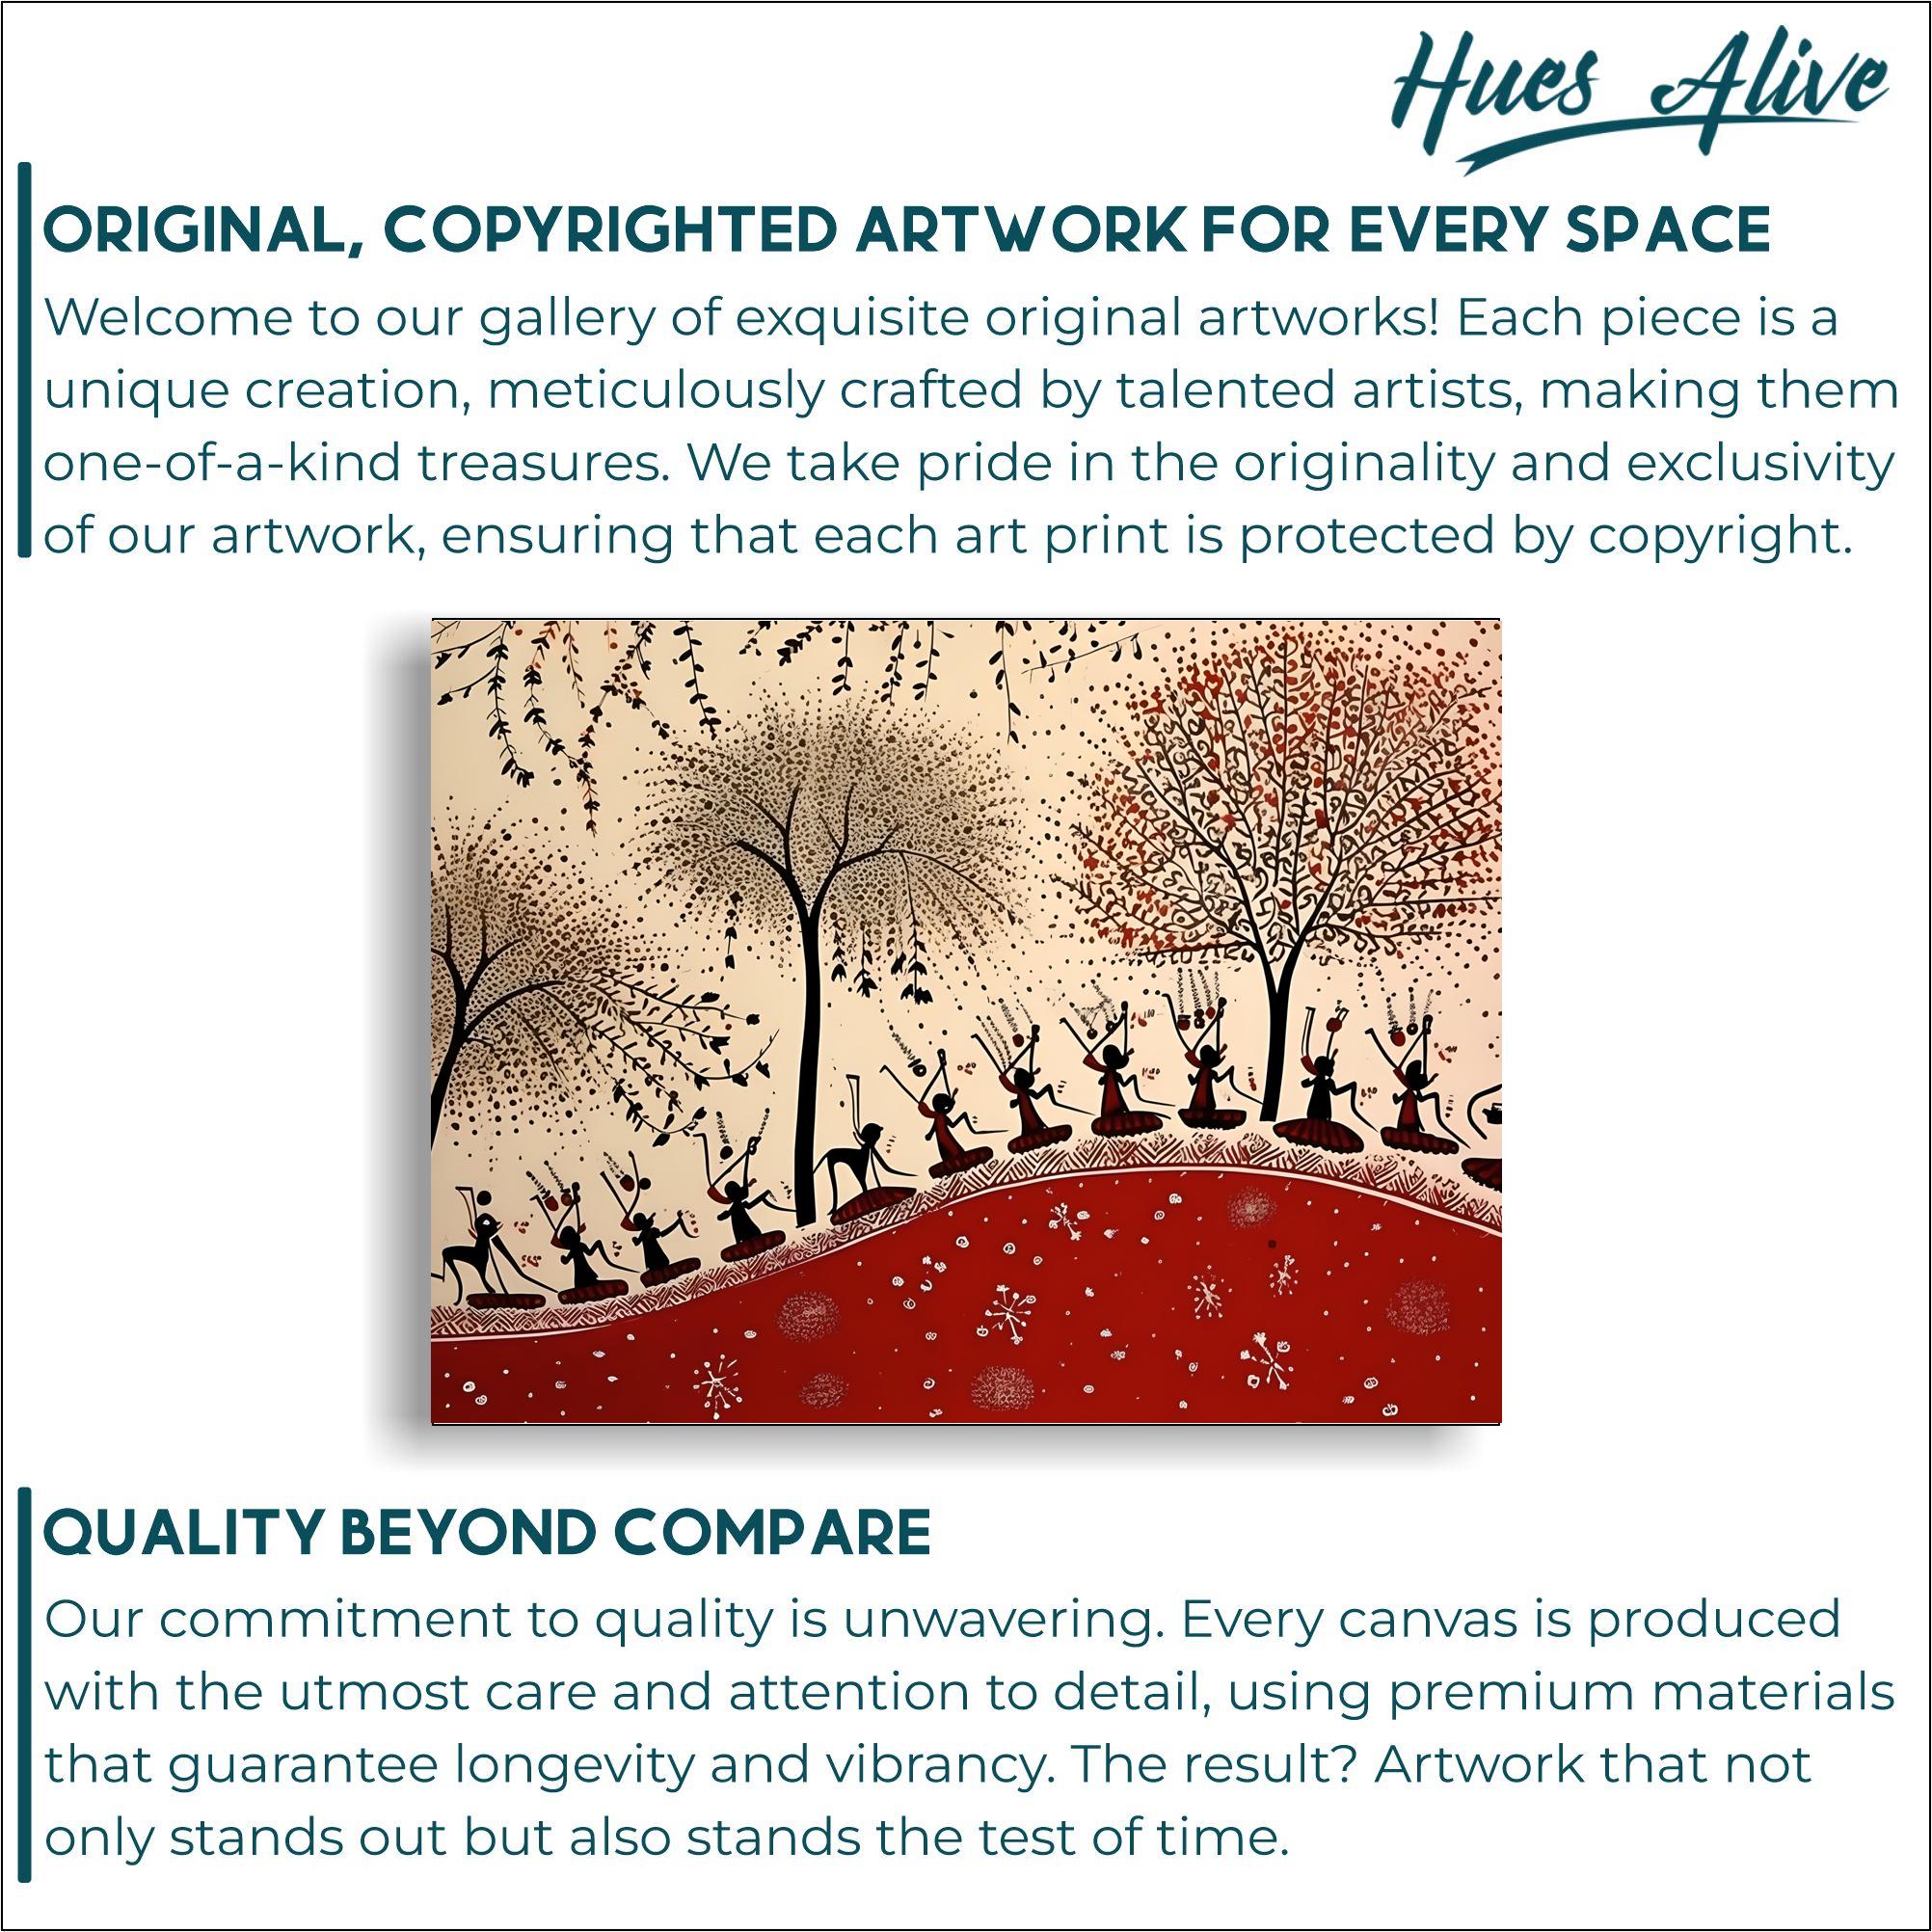 Hues Alive
ORIGINAL, COPYRIGHTED ARTWORK FOR EVERY SPACE
Welcome to our gallery of exquisite original artworks! Each piece is a
unique creation, meticulously crafted by talented artists, making them
one-of-a-kind treasures. We take pride in the originality and exclusivity
of our artwork, ensuring that each art print is protected by copyright.
QUALITY BEYOND COMPARE
Our commitment to quality is unwavering. Every canvas is produced
with the utmost care and attention to detail, using premium materials
that guarantee longevity and vibrancy. The result? Artwork that not
only stands out but also stands the test of time.